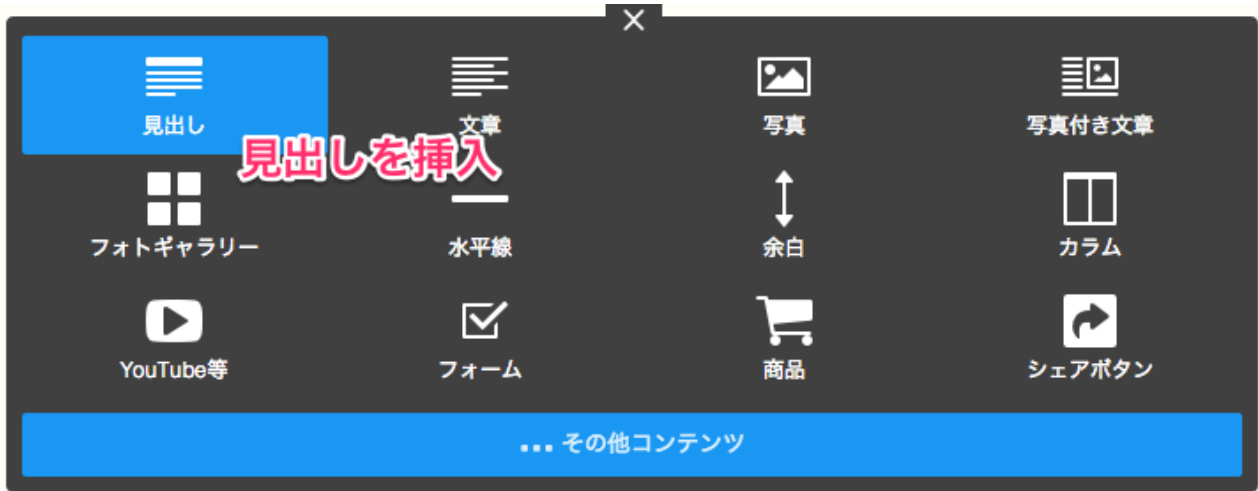 見出し
文章
写真
写真付き文章
見出しを挿入
フォトギャラリー
水平線
余白
カラム
YouTube等
フォーム
商品
シェアボタン
... その他コンテンツ